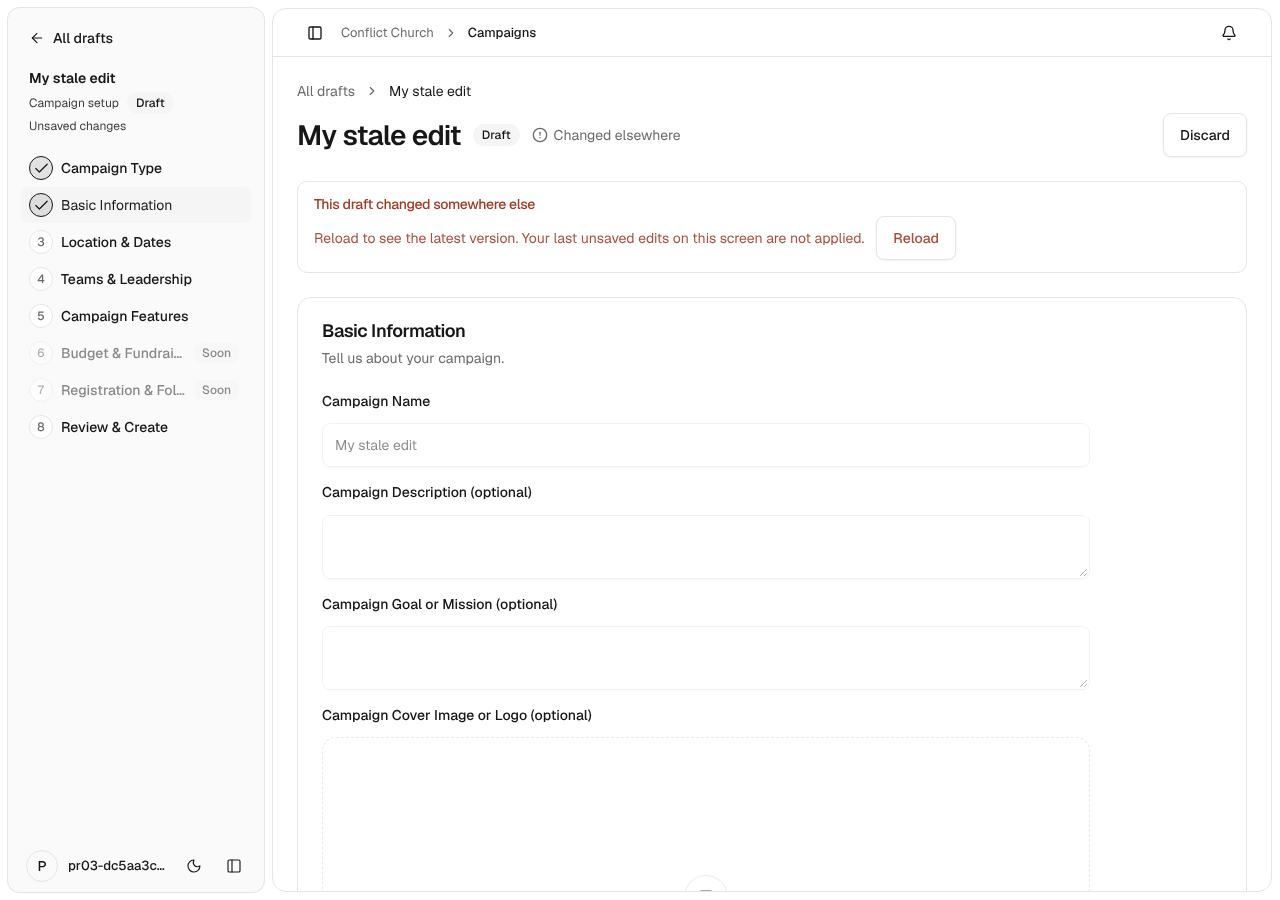 All drafts
My stale edit
Campaign setup Draft
Unsaved changes
Campaign Type
Basic Information
3 Location & Dates
4 Teams & Leadership
5 Campaign Features
6 Budget & Fundrai... Soon
7 Registration & Fol... Soon
8 Review & Create
P pr03-dc5aa3c...
Conflict Church > Campaigns
All drafts > My stale edit
My stale edit Draft Changed elsewhere
Discard
This draft changed somewhere else
Reload to see the latest version. Your last unsaved edits on this screen are not applied. Reload
Basic Information
Tell us about your campaign.
Campaign Name
My stale edit
Campaign Description (optional)
Campaign Goal or Mission (optional)
Campaign Cover Image or Logo (optional)